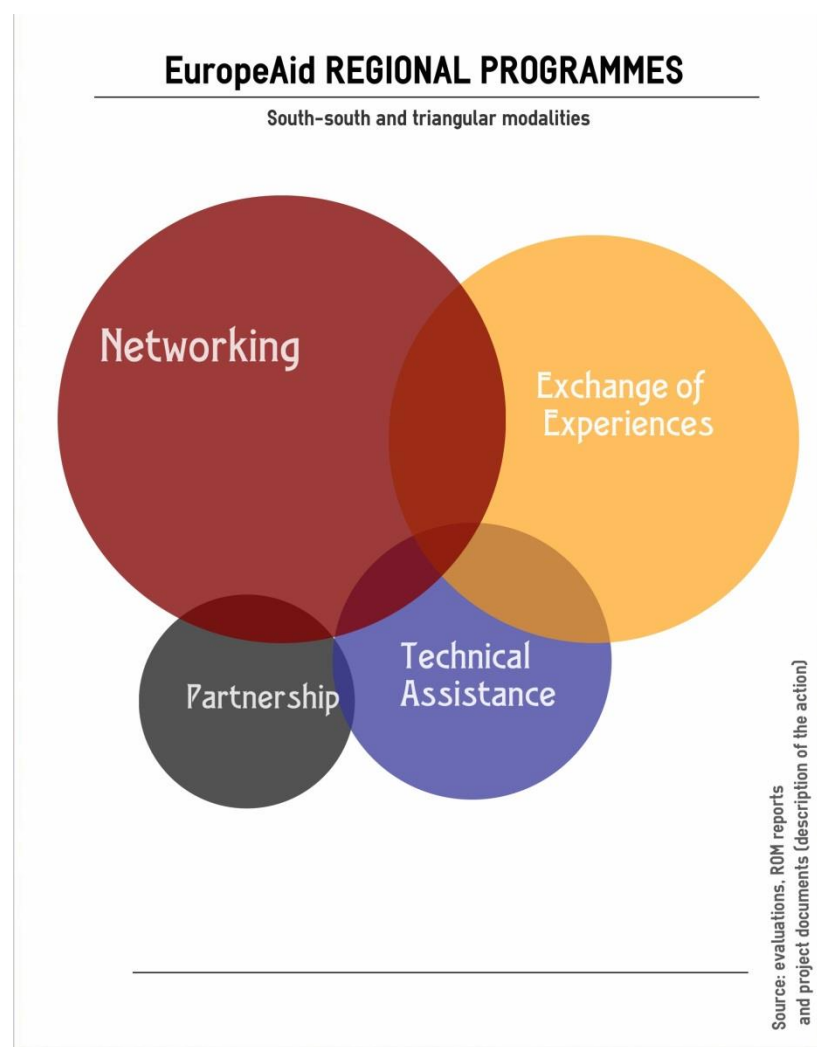 EuropeAid REGIONAL PROGRAMMES
South-south and triangular modalities
Networking
Exchange of
Experiences
Technical
Assistance
Partnership
Source: evaluations, ROM reports
and project documents (description of the action)